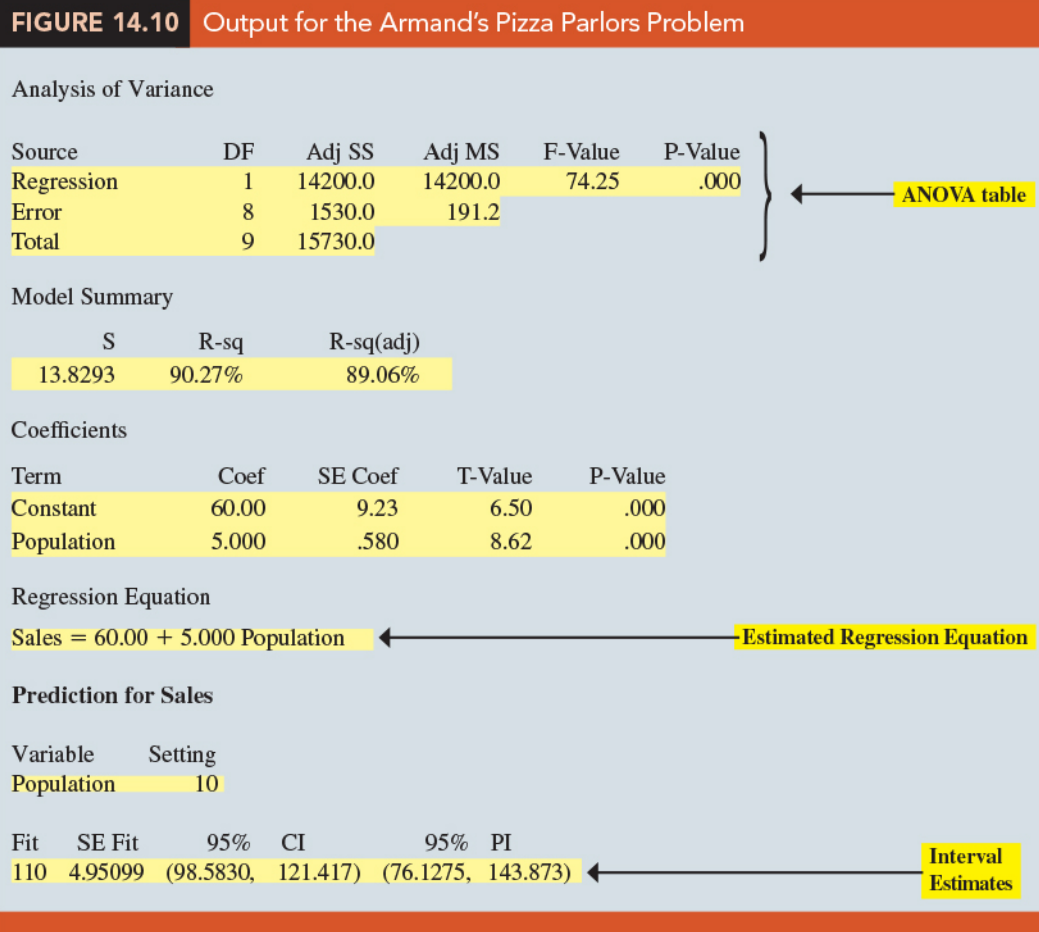 FIGURE 14.10 Output for the Armand's Pizza Parlors Problem
Analysis of Variance
Source DF Adj SS Adj MS F-Value P-Value
Regression 1 14200.0 14200.0 74.25 .000
ANOVA table
Error 8 1530.0 191.2
Total 9 15730.0
Model Summary
S R-sq R-sq(adj)
13.8293 90.27% 89.06%
Coefficients
Term Coef SE Coef T-Value P-Value
Constant 60.00 9.23 6.50 .000
Population 5.000 .580 8.62 .000
Regression Equation
Sales = 60.00 + 5.000 Population
Estimated Regression Equation
Prediction for Sales
Variable Setting
Population 10
Fit SE Fit 95% CI 95% PI
110 4.95099 (98.5830, 121.417) (76.1275, 143.873)
Interval
Estimates